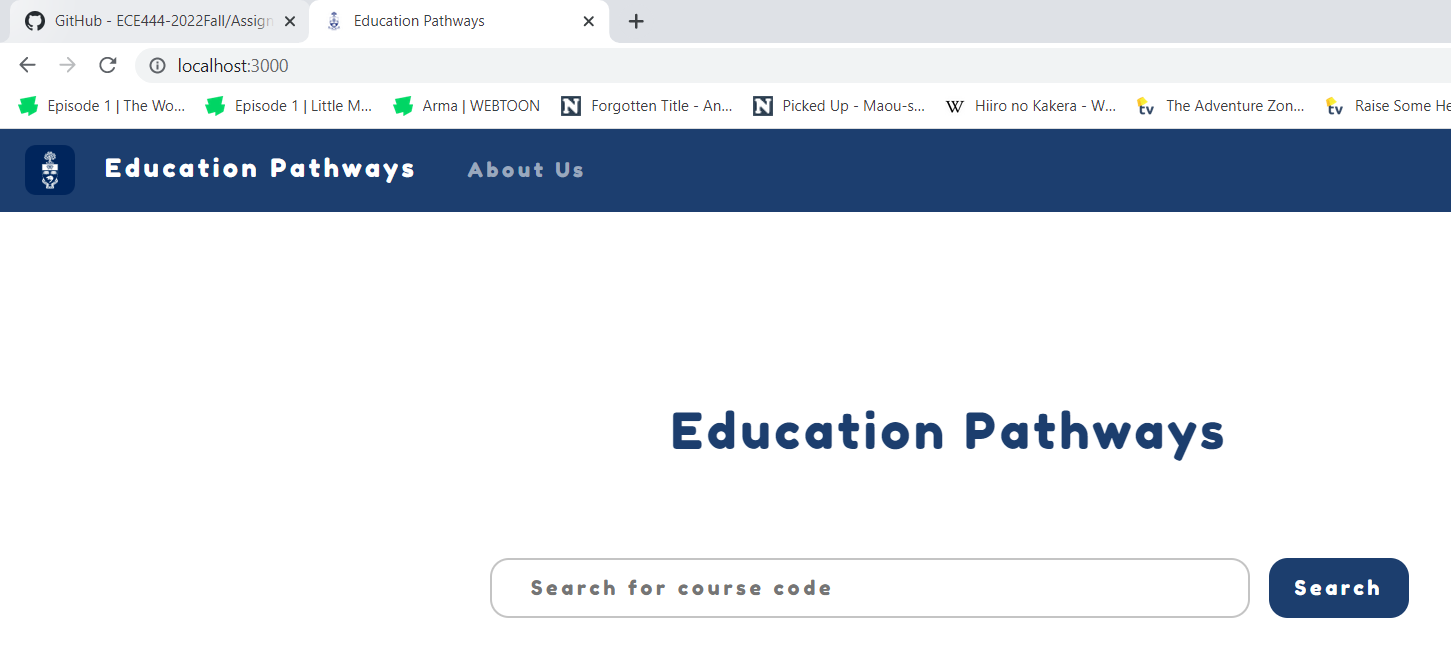 GitHub - ECE444-2022Fall/Assign
Education Pathways
localhost:3000
Episode 1 | The Wo...
Episode 1 | Little M...
Arma | WEBTOON
Forgotten Title - An...
Picked Up - Maou-s...
Hiiro no Kakera - W...
The Adventure Zon...
Raise Some He
Education Pathways
About Us
Education Pathways
Search for course code
Search